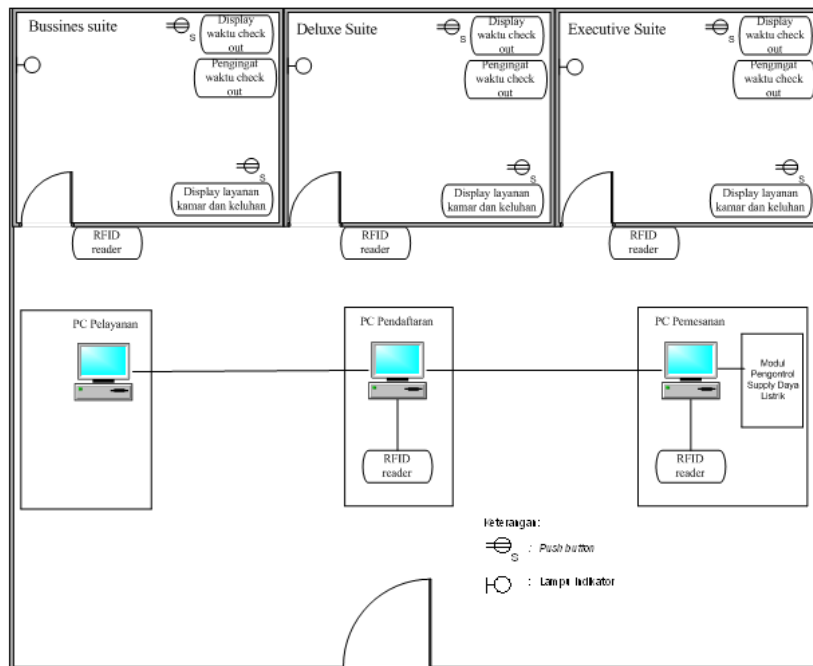 Bussines suite
S
Display
waktu check
out
Pengingat
waktu check
out
S
Display layanan
kamar dan keluhan
Deluxe Suite
S
Display
waktu check
out
Pengingat
waktu check
out
S
Display layanan
kamar dan keluhan
Executive Suite
S
Display
waktu check
out
Pengingat
waktu check
out
S
Display layanan
kamar dan keluhan
RFID
reader
RFID
reader
RFID
reader
PC Pelayanan
PC Pendaftaran
RFID
reader
PC Pemesanan
Modul
Pengontrol
Supply Daya
Listrik
RFID
reader
Keterangan:
S
: Push button
: Lampu Indikator